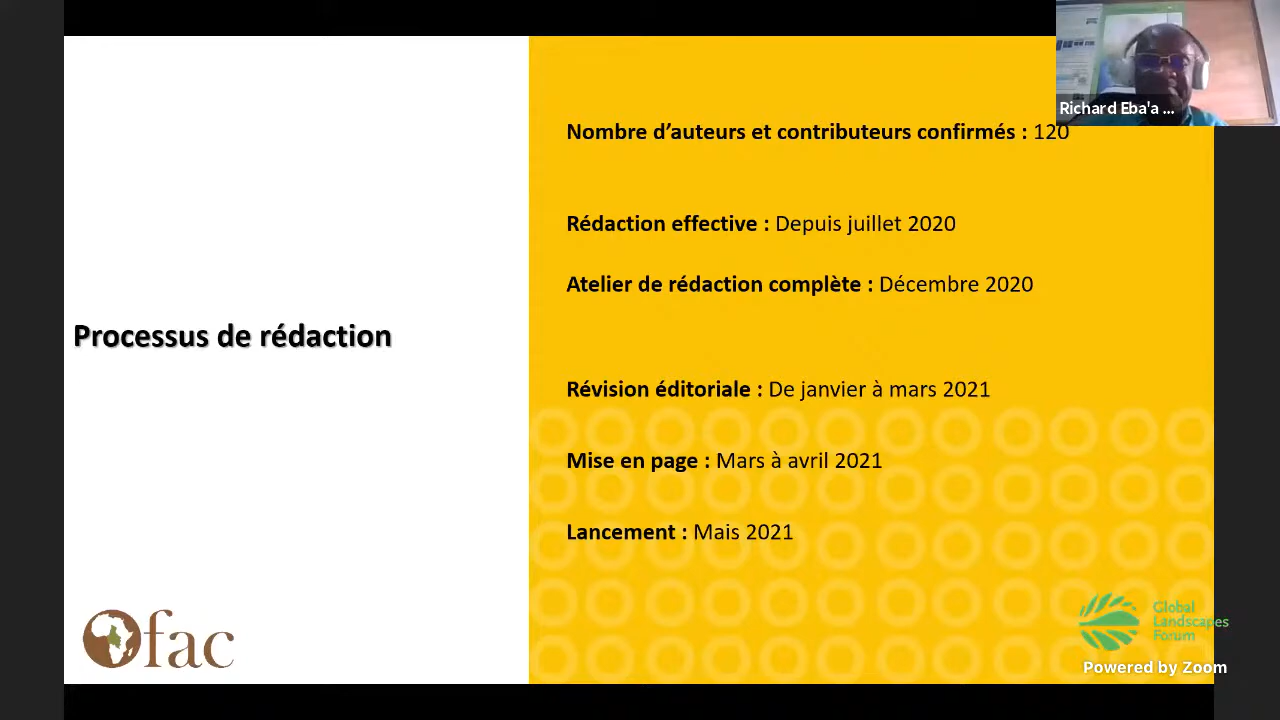 Richard Eba'a ...
Nombre d'auteurs et contributeurs confirmés : 120
Rédaction effective : Depuis juillet 2020
Atelier de rédaction complète : Décembre 2020
Processus de rédaction
Révision éditoriale : De janvier à mars 2021
Mise en page : Mars à avril 2021
Lancement : Mais 2021
Ofac
Global
Landscapes
Forum
Powered by Zoom